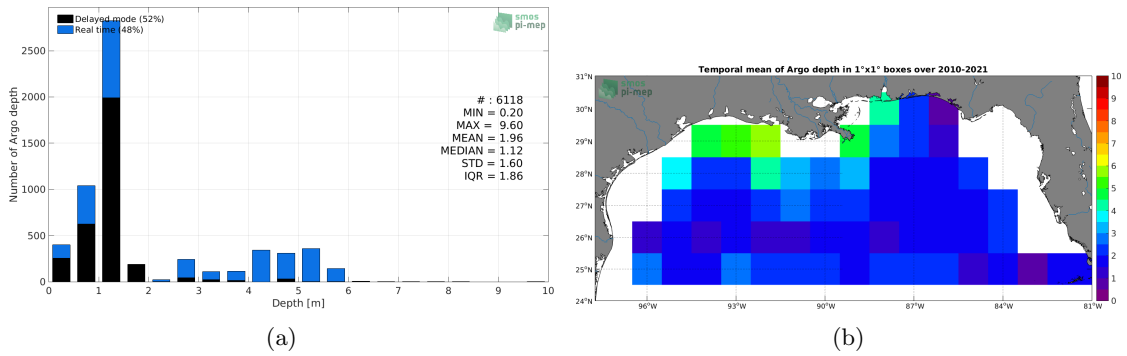 Delayed mode (52%)
Real time (48%)
smos
pi-mep
Number of Argo depth
2500
2000
1500
1000
500
0
# : 6118
MIN = 0.20
MAX = 9.60
MEAN = 1.96
MEDIAN = 1.12
STD = 1.60
IQR = 1.86
0 1 2 3 4 5 6 7 8 9 10
Depth [m]
(a)
Temporal mean of Argo depth in 1°x1° boxes over 2010-2021
smos
pi-mep
31°N
30°N
29°N
28°N
27°N
26°N
25°N
24°N
96°W 93°W 90°W 87°W 84°W 81°W
10
9
8
7
6
5
4
3
2
1
0
(b)